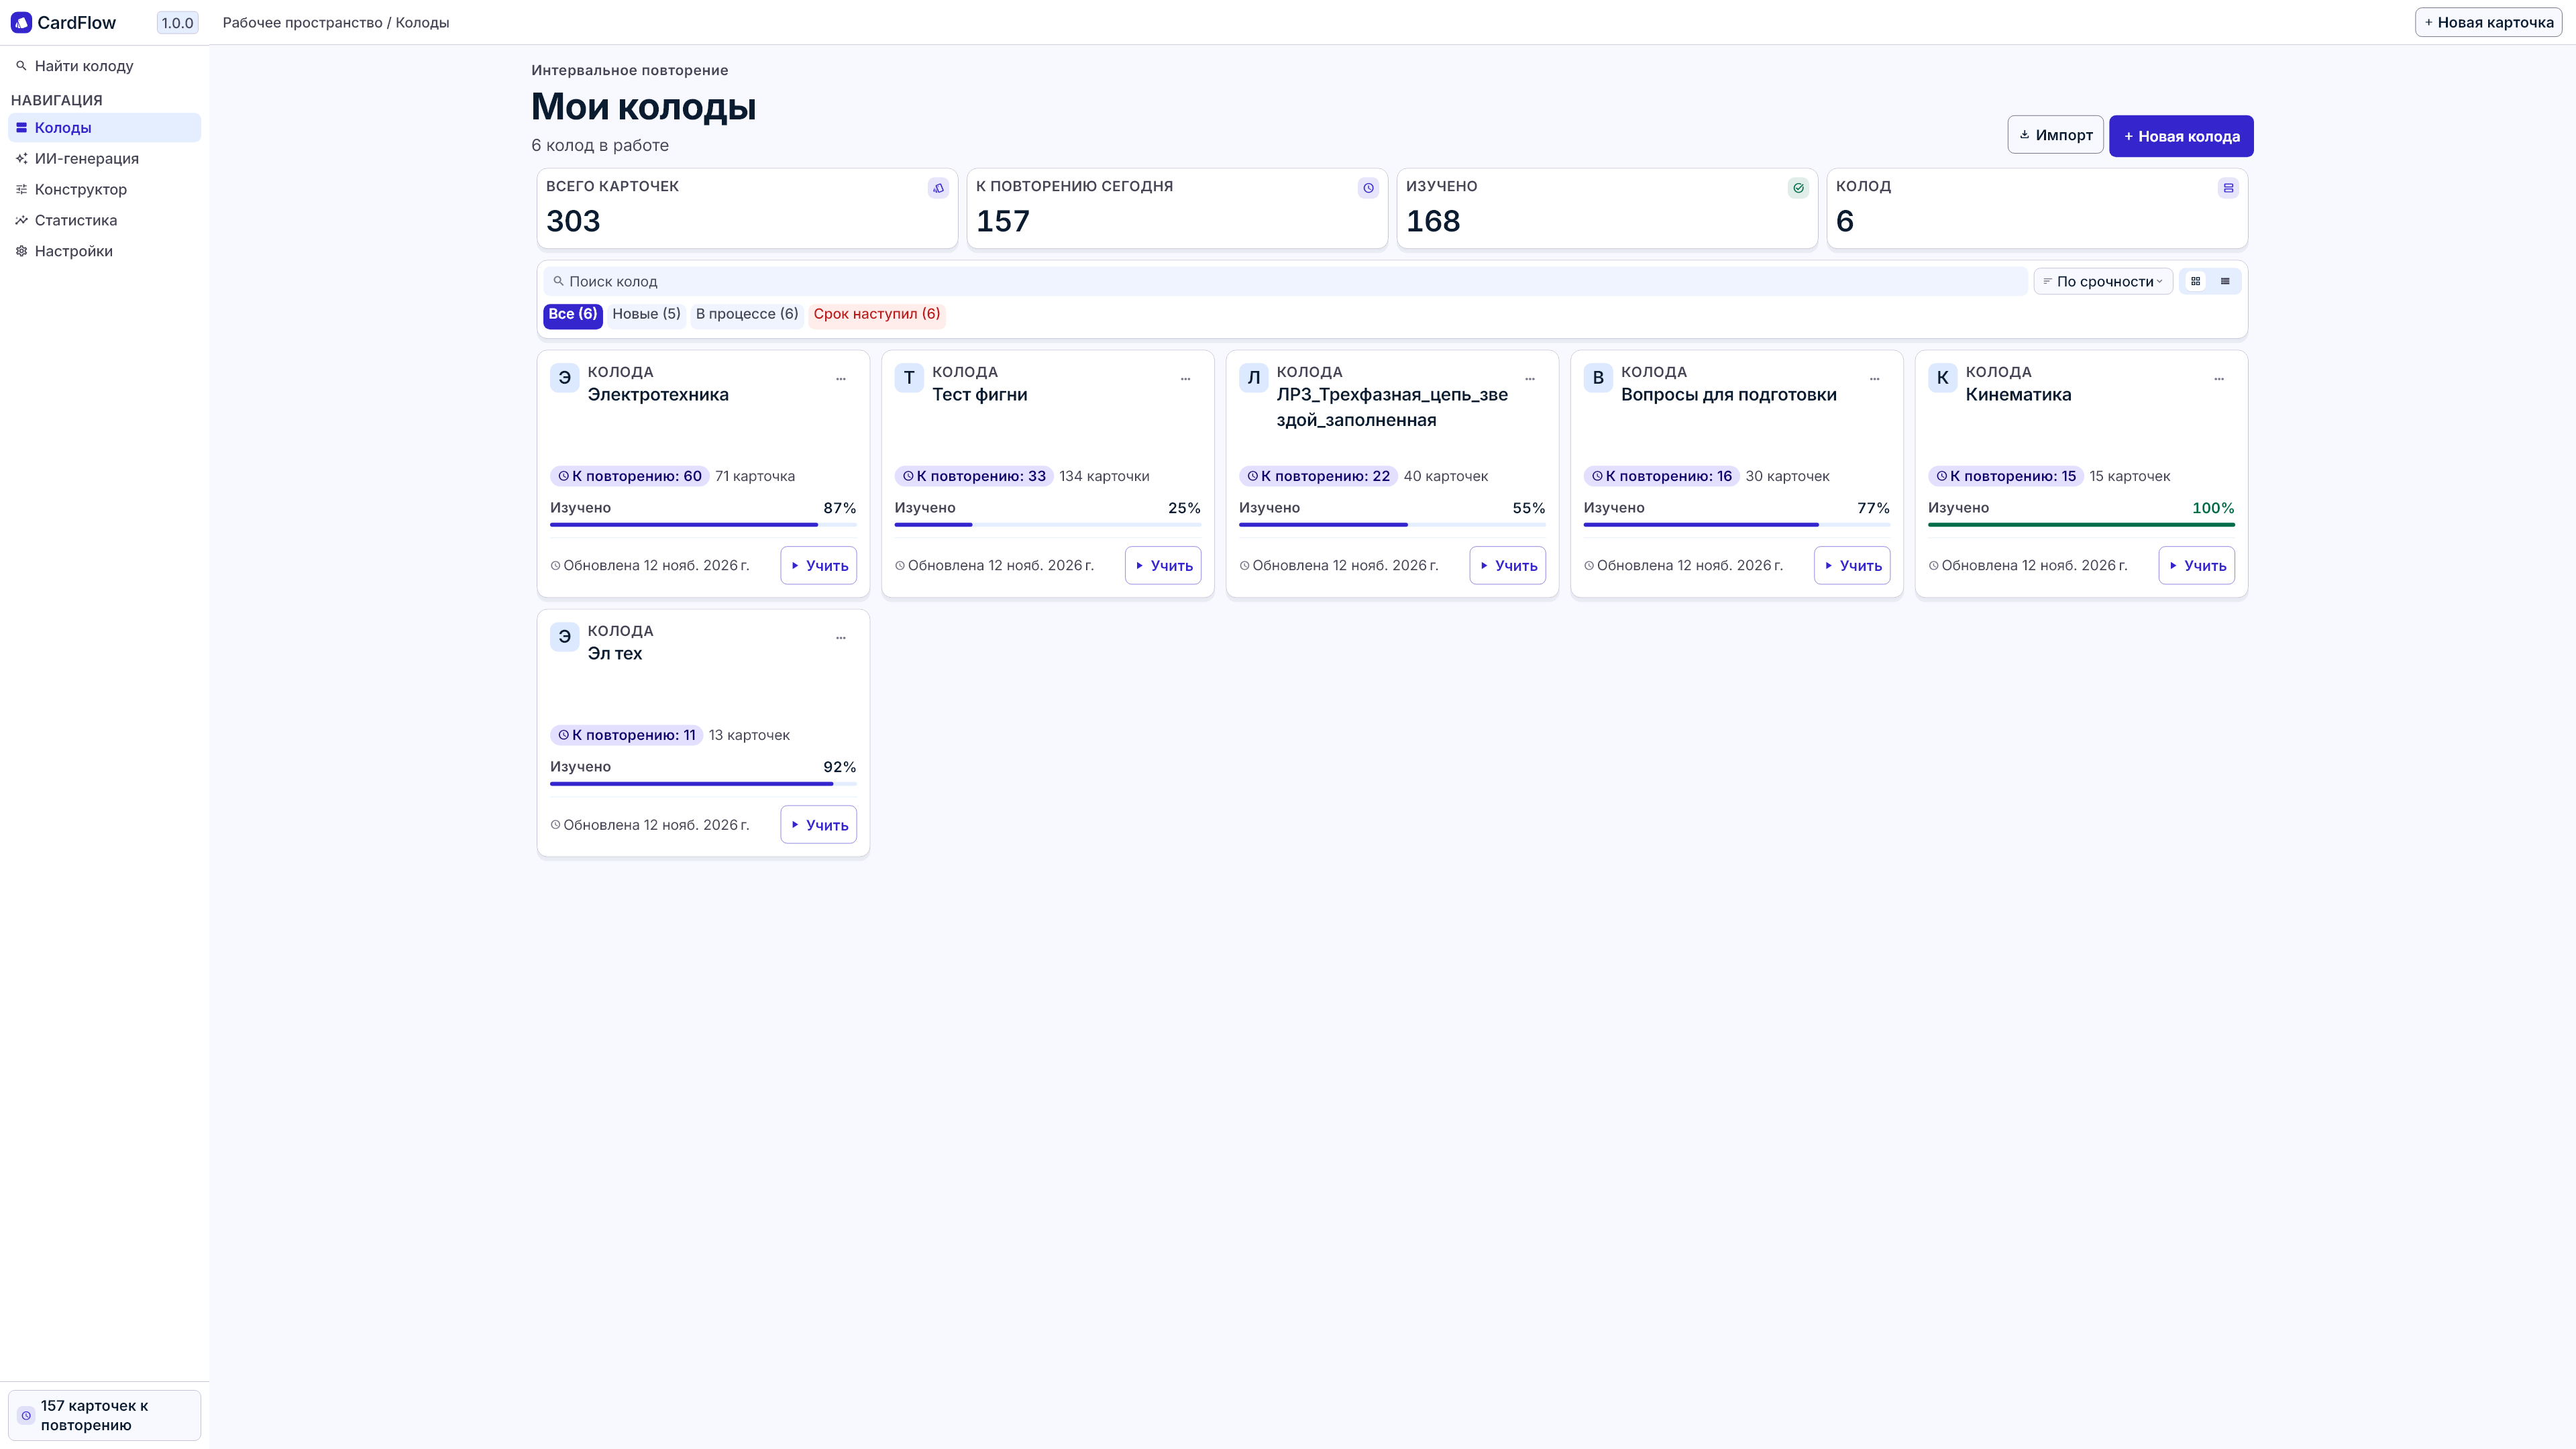 CardFlow
1.0.0
Рабочее пространство / Колоды
+ Новая карточка
Найти колоду
НАВИГАЦИЯ
Колоды
ИИ-генерация
Конструктор
Статистика
Настройки
Интервальное повторение
Мои колоды
6 колод в работе
Импорт
+ Новая колода
ВСЕГО КАРТОЧЕК
303
К ПОВТОРЕНИЮ СЕГОДНЯ
157
ИЗУЧЕНО
168
КОЛОД
6
Поиск колод
По срочности
Все (6)
Новые (5)
В процессе (6)
Срок наступил (6)
Э
КОЛОДА
Электротехника
К повторению: 60
71 карточка
Изучено
87%
Обновлена 12 нояб. 2026 г.
Учить
Т
КОЛОДА
Тест фигни
К повторению: 33
134 карточки
Изучено
25%
Обновлена 12 нояб. 2026 г.
Учить
Л
КОЛОДА
ЛР3_Трехфазная_цепь_зве
здой_заполненная
К повторению: 22
40 карточек
Изучено
55%
Обновлена 12 нояб. 2026 г.
Учить
В
КОЛОДА
Вопросы для подготовки
К повторению: 16
30 карточек
Изучено
77%
Обновлена 12 нояб. 2026 г.
Учить
К
КОЛОДА
Кинематика
К повторению: 15
15 карточек
Изучено
100%
Обновлена 12 нояб. 2026 г.
Учить
Э
КОЛОДА
Эл тех
К повторению: 11
13 карточек
Изучено
92%
Обновлена 12 нояб. 2026 г.
Учить
157 карточек к
повторению